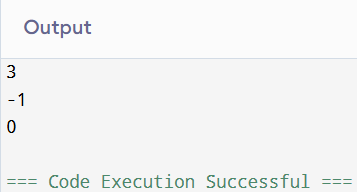 Output
3
-1
0
=== Code Execution Successful ===